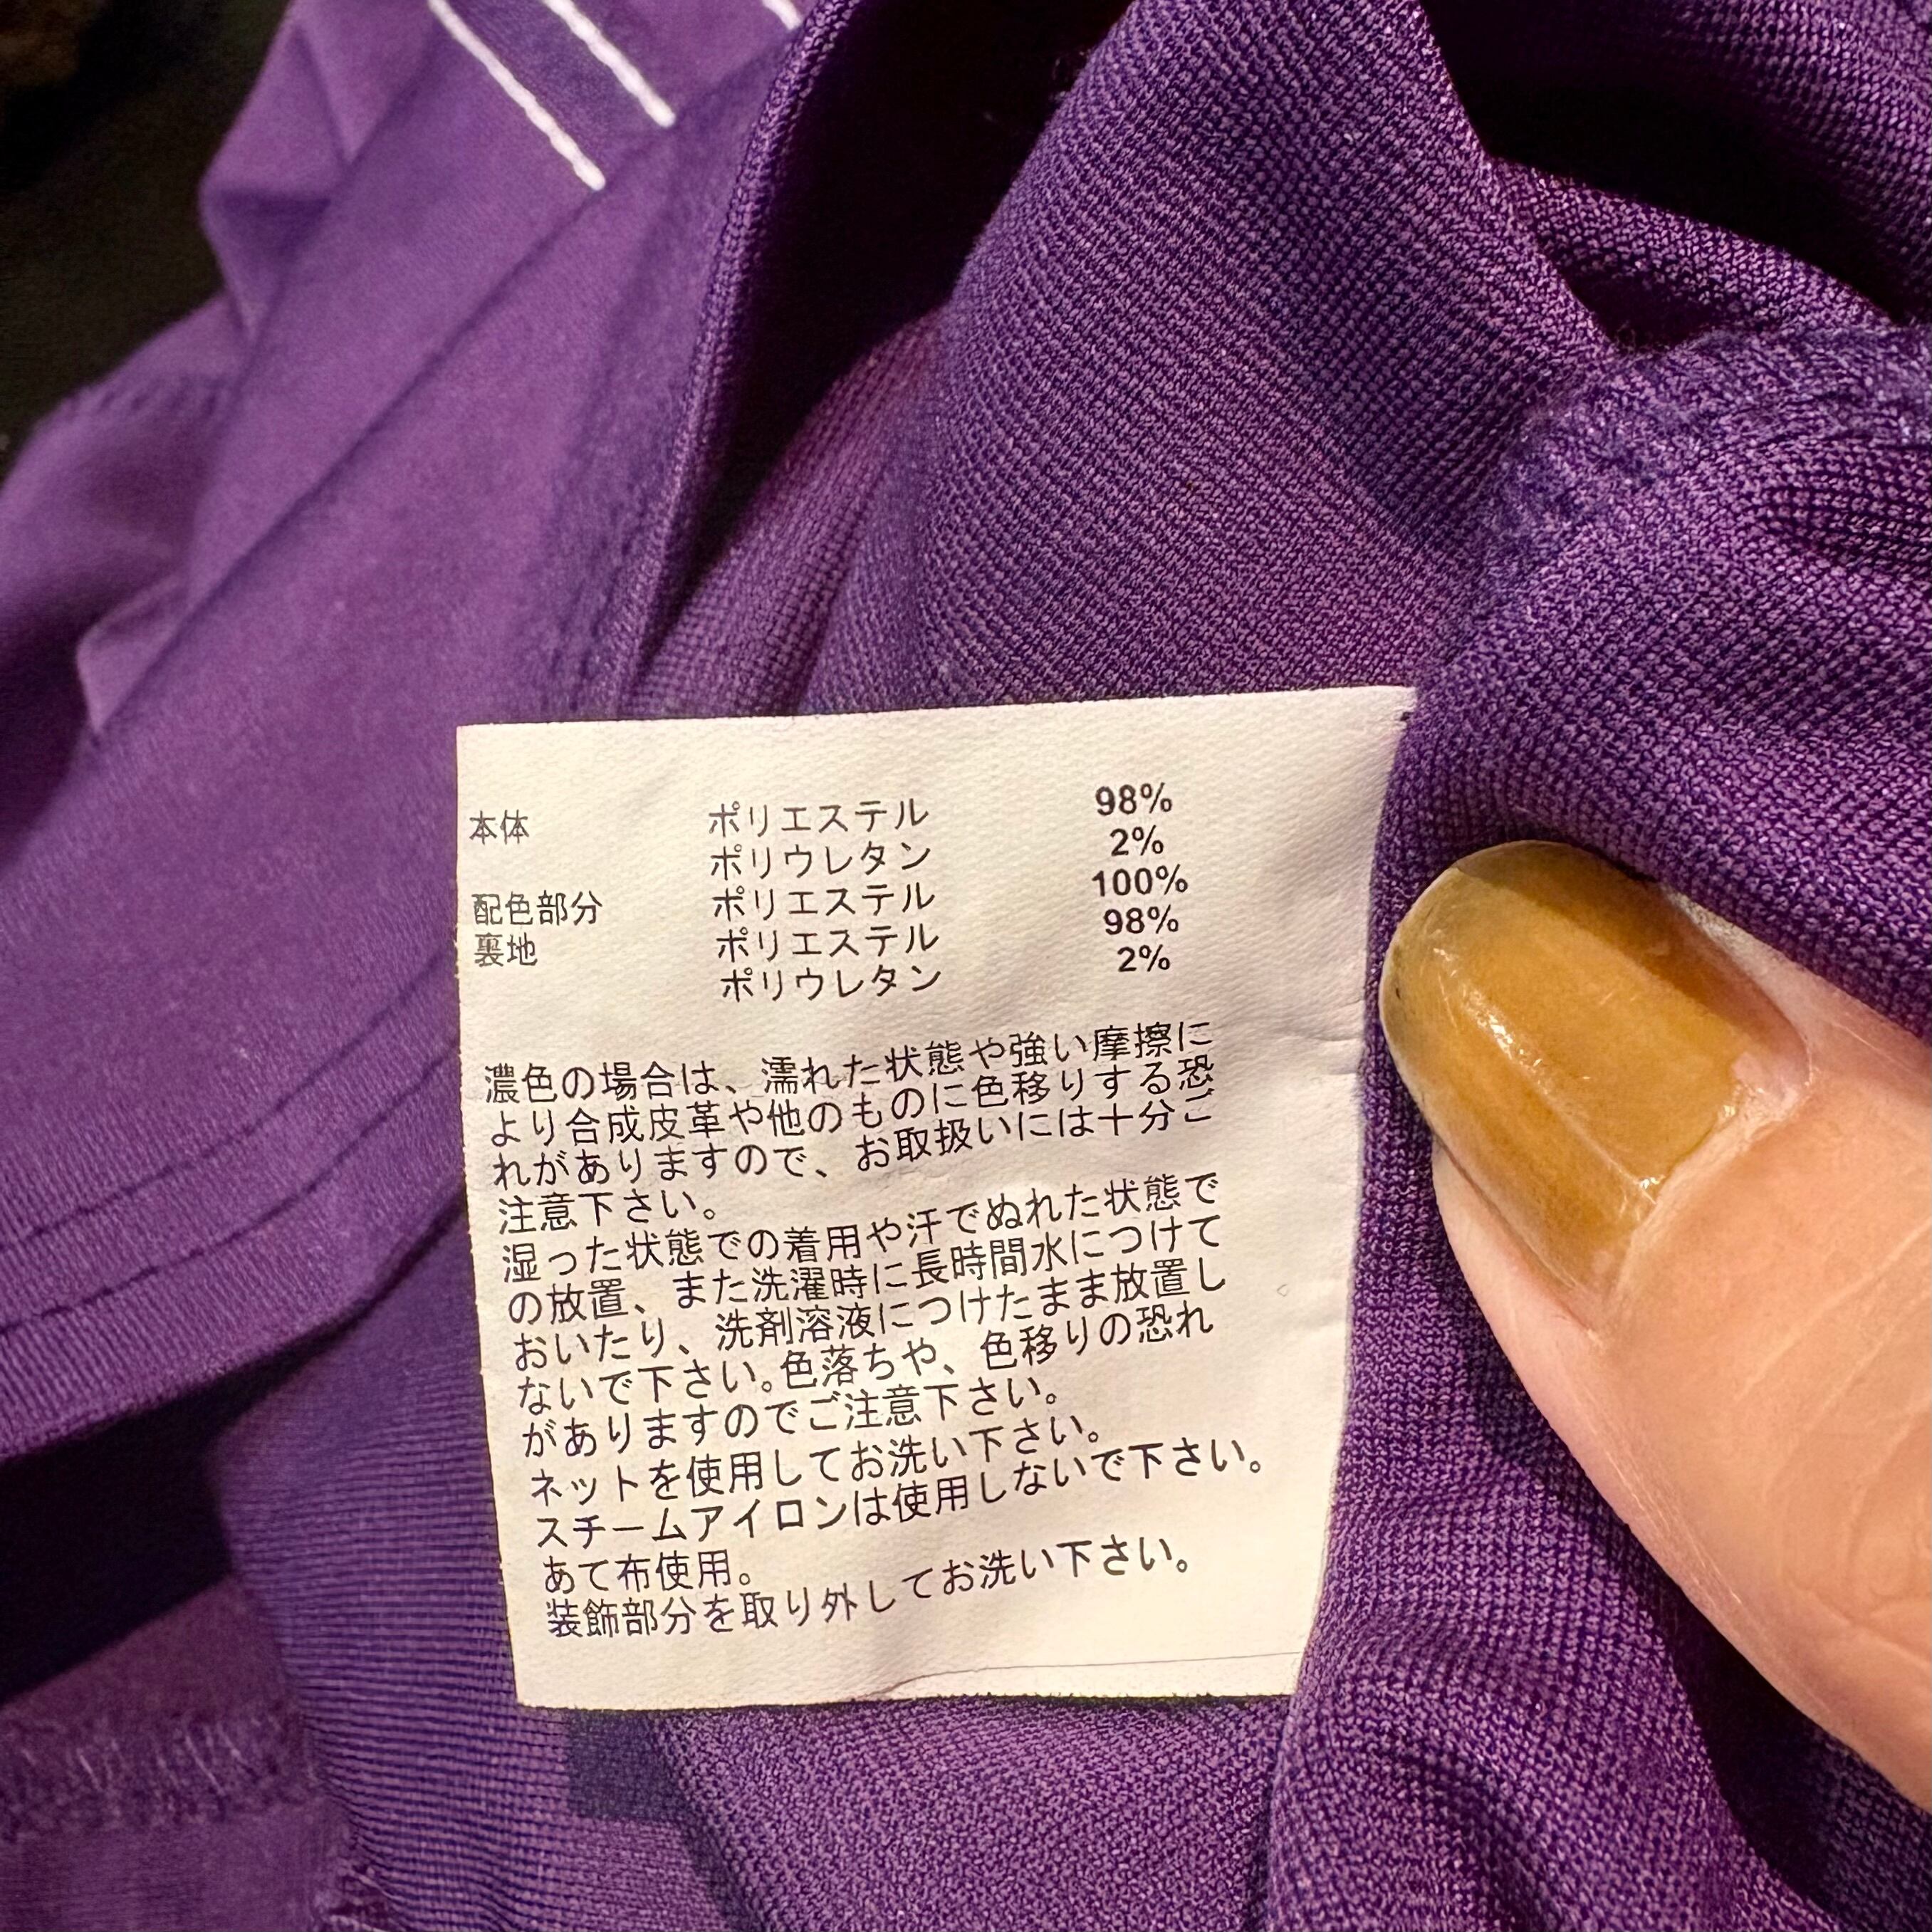 本体 ポリエステル 98%
ポリウレタン 2%
配色部分 ポリエステル 100%
裏地 ポリエステル 98%
ポリウレタン 2%
濃色の場合は、濡れた状態や強い摩擦に
より合成皮革や他のものに色移りする恐
れがありますので、お取扱いには十分ご
注意下さい。
湿った状態での着用や汗でぬれた状態で
の放置、また洗濯時に長時間水につけて
おいたり、洗剤溶液につけたまま放置し
ないで下さい。色落ちや、色移りの恐れ
がありますのでご注意下さい。
ネットを使用してお洗い下さい。
スチームアイロンは使用しないで下さい。
あて布使用。
装飾部分を取り外してお洗い下さい。